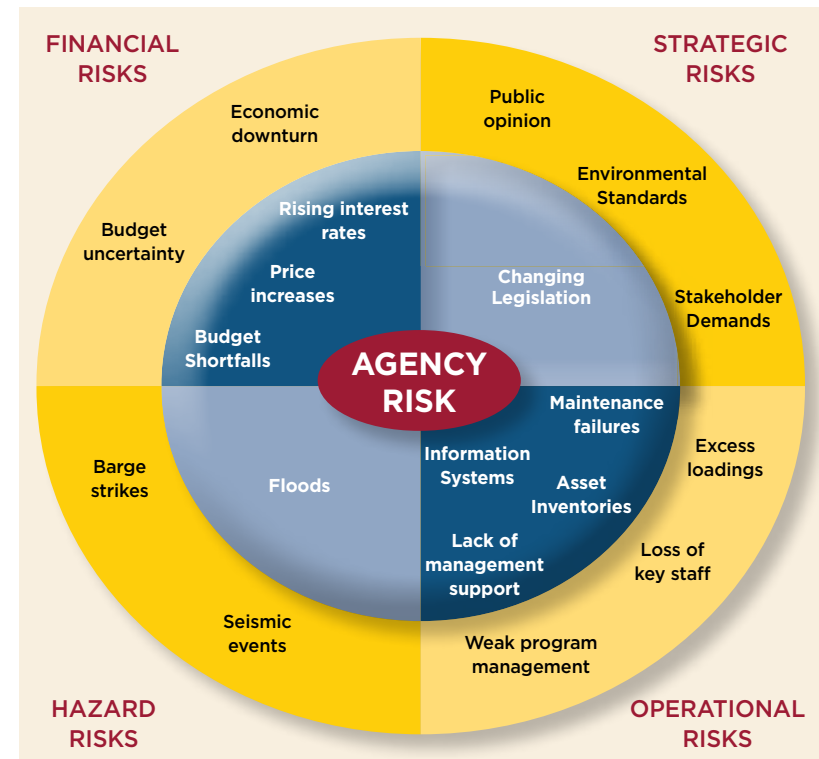 FINANCIAL
RISKS
STRATEGIC
RISKS
Economic
downturn
Public
opinion
Budget
uncertainty
Environmental
Standards
Stakeholder
Demands
Rising interest
rates
Price
increases
Budget
Shortfalls
Changing
Legislation
AGENCY
RISK
Barge
strikes
Floods
Seismic
events
Maintenance
failures
Information
Systems
Asset
Inventories
Lack of
management
support
Excess
loadings
Loss of
key staff
Weak program
management
HAZARD
RISKS
OPERATIONAL
RISKS